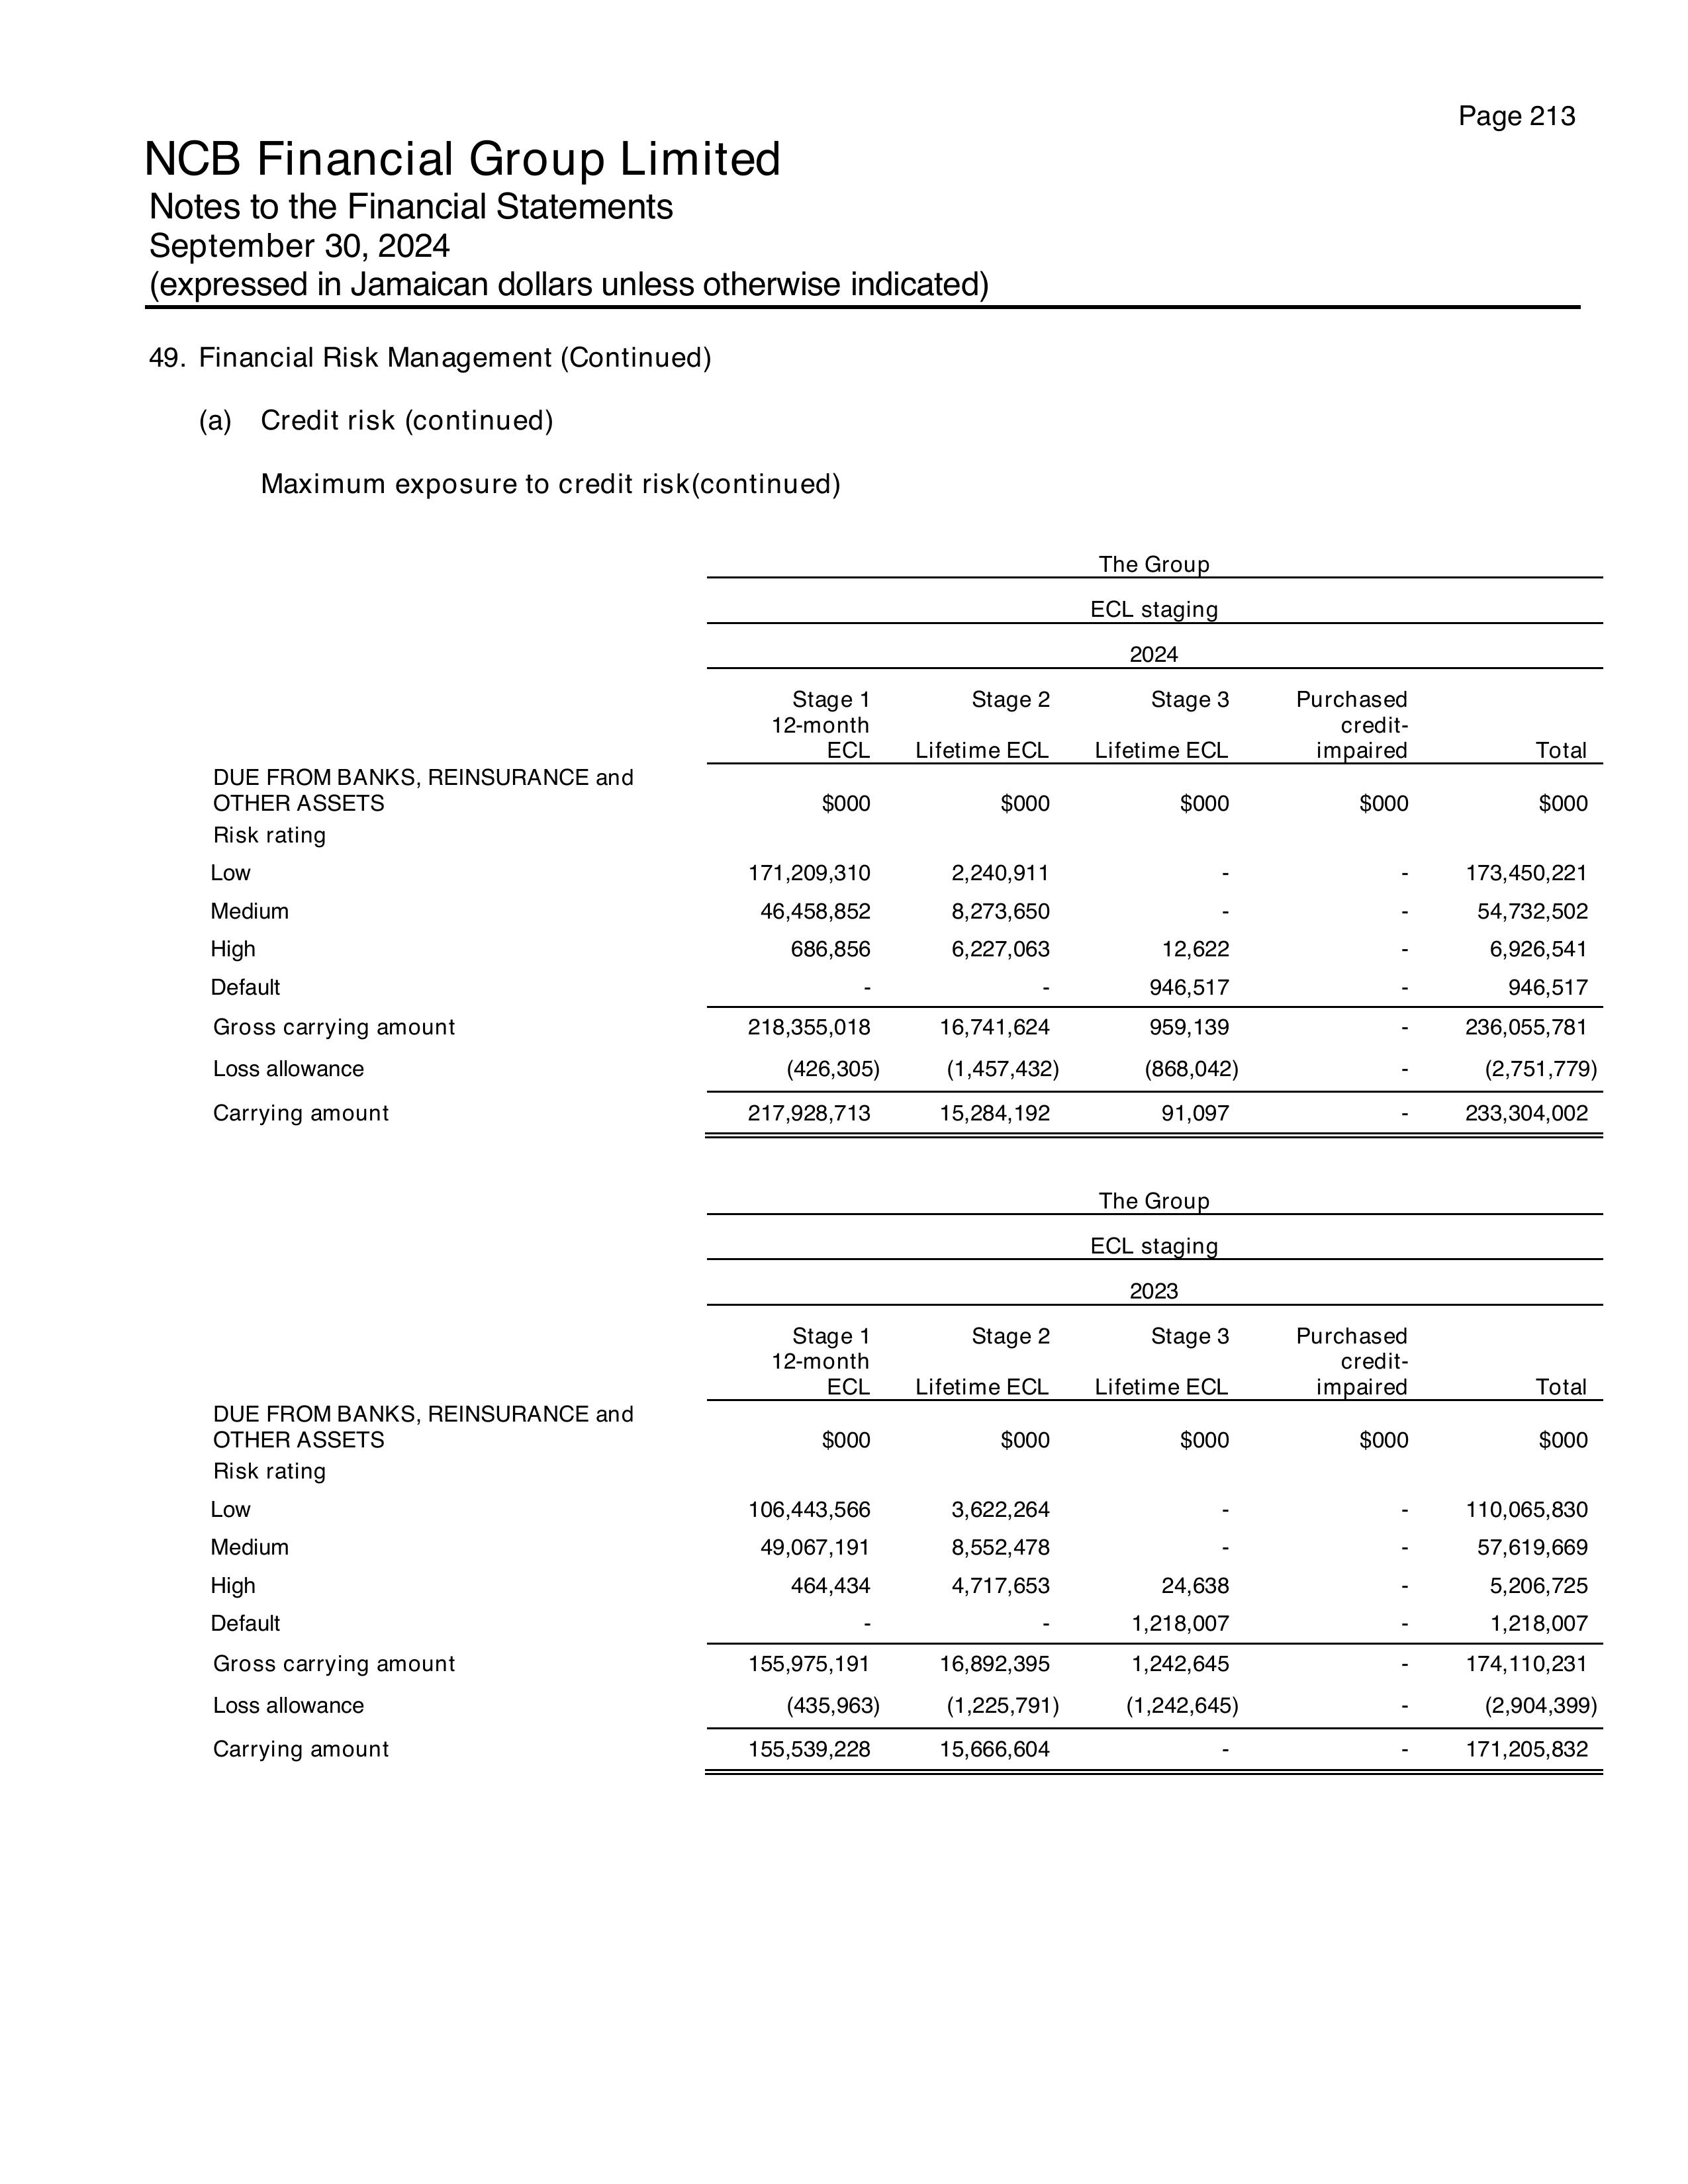 Page 213
NCB Financial Group Limited
Notes to the Financial Statements
September 30, 2024
(expressed in Jamaican dollars unless otherwise indicated)
49. Financial Risk Management (Continued)
(a) Credit risk (continued)
Maximum exposure to credit risk(continued)
The Group
ECL staging
2024
Stage 1 Stage 2 Stage 3 Purchased
12-month credit-
ECL Lifetime ECL Lifetime ECL impaired Total
DUE FROM BANKS, REINSURANCE and
OTHER ASSETS $000 $000 $000 $000 $000
Risk rating
Low 171,209,310 2,240,911 - - 173,450,221
Medium 46,458,852 8,273,650 - - 54,732,502
High 686,856 6,227,063 12,622 - 6,926,541
Default - - 946,517 - 946,517
Gross carrying amount 218,355,018 16,741,624 959,139 - 236,055,781
Loss allowance (426,305) (1,457,432) (868,042) - (2,751,779)
Carrying amount 217,928,713 15,284,192 91,097 - 233,304,002
The Group
ECL staging
2023
Stage 1 Stage 2 Stage 3 Purchased
12-month credit-
ECL Lifetime ECL Lifetime ECL impaired Total
DUE FROM BANKS, REINSURANCE and
OTHER ASSETS $000 $000 $000 $000 $000
Risk rating
Low 106,443,566 3,622,264 - - 110,065,830
Medium 49,067,191 8,552,478 - - 57,619,669
High 464,434 4,717,653 24,638 - 5,206,725
Default - - 1,218,007 - 1,218,007
Gross carrying amount 155,975,191 16,892,395 1,242,645 - 174,110,231
Loss allowance (435,963) (1,225,791) (1,242,645) - (2,904,399)
Carrying amount 155,539,228 15,666,604 - - 171,205,832